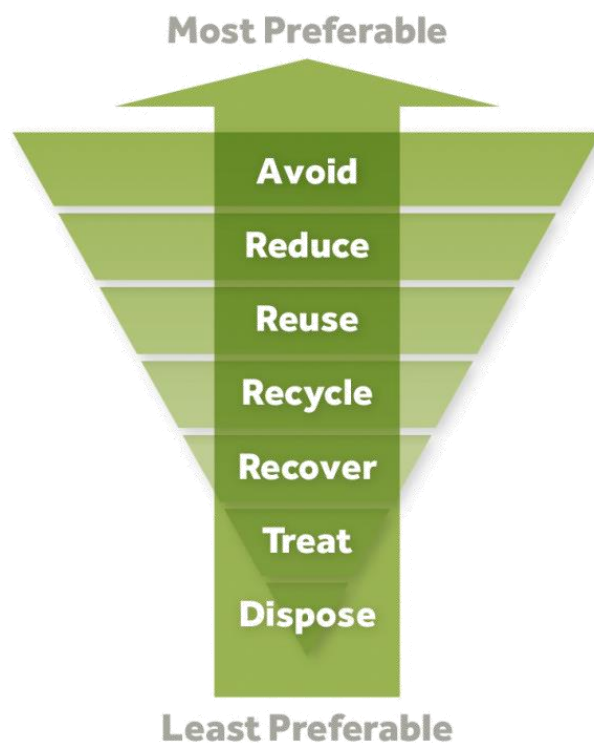 Most Preferable
Avoid
Reduce
Reuse
Recycle
Recover
Treat
Dispose
Least Preferable